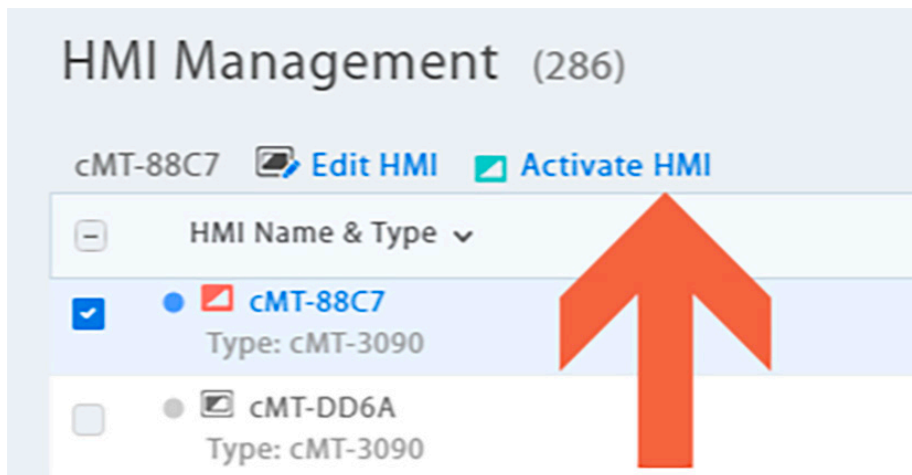 HMI Management (286)
cMT-88C7 Edit HMI Activate HMI
HMI Name & Type
cMT-88C7
Type: cMT-3090
cMT-DD6A
Type: cMT-3090